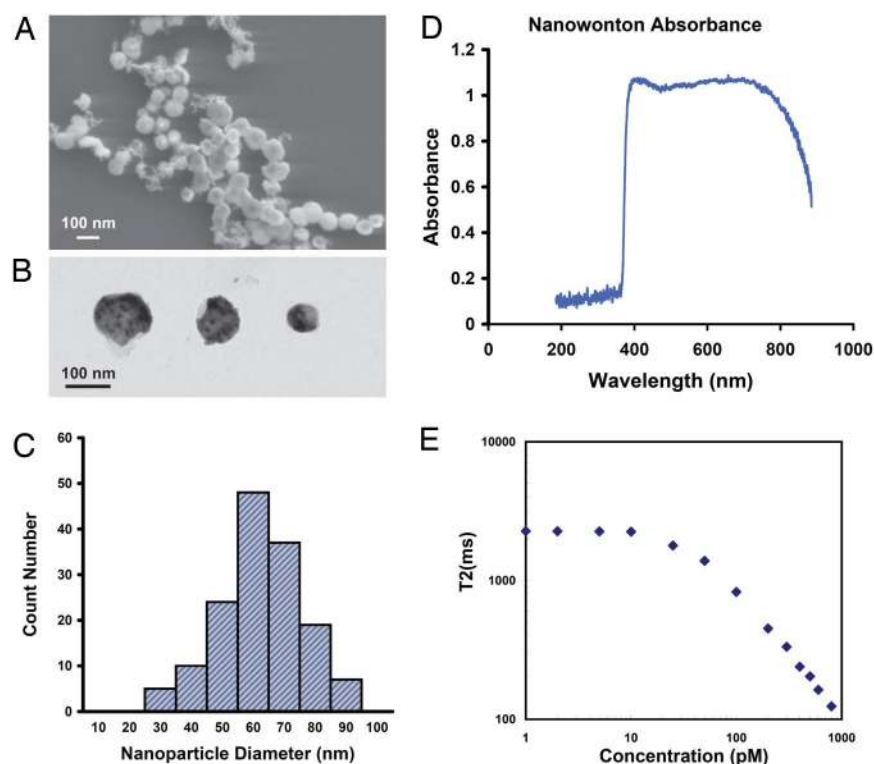 A
100 nm
B
100 nm
C
60
50
40
30
20
10
0
Count Number
10 20 30 40 50 60 70 80 90 100
Nanoparticle Diameter (nm)
D
Nanowonton Absorbance
1.2
1
0.8
0.6
0.4
0.2
0
Absorbance
0 200 400 600 800 1000
Wavelength (nm)
E
10000
1000
100
T2(ms)
1 10 100 1000
Concentration (pM)